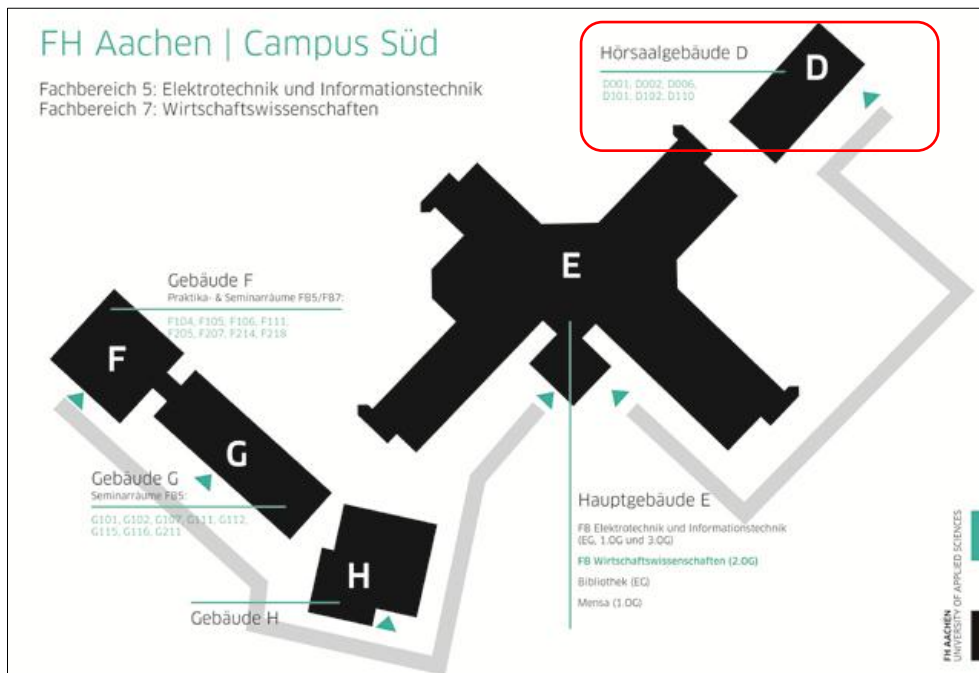 FH Aachen | Campus Süd
Fachbereich 5: Elektrotechnik und Informationstechnik
Fachbereich 7: Wirtschaftswissenschaften
Hörsaalgebäude D
D001, D002, D006,
D101, D102, D110
D
E
Gebäude F
Praktika- & Seminarräume FB5/FB7:
F104, F105, F106, F111,
F205, F207, F214, F218
F
G
Gebäude G
Seminarräume FB5:
G101, G102, G107, G111, G112,
G115, G116, G211
H
Gebäude H
Hauptgebäude E
FB Elektrotechnik und Informationstechnik
(EG, 1.OG und 3.OG)
FB Wirtschaftswissenschaften (2.OG)
Bibliothek (EG)
Mensa (1.OG)
FH AACHEN
UNIVERSITY OF APPLIED SCIENCES